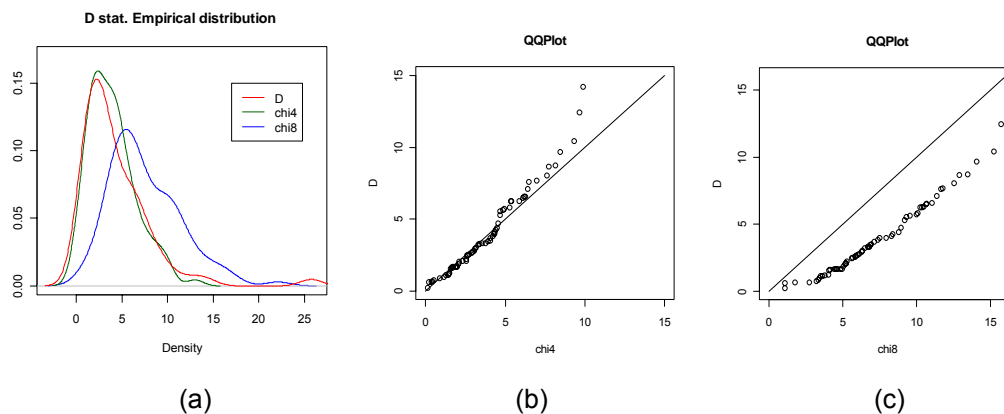 D stat. Empirical distribution
0.15
0.10
0.05
0.00
D
chi4
chi8
0 5 10 15 20 25
Density
(a)
QQPlot
15
10
5
0
D
0 5 10 15
chi4
(b)
QQPlot
15
10
5
0
D
0 5 10 15
chi8
(c)